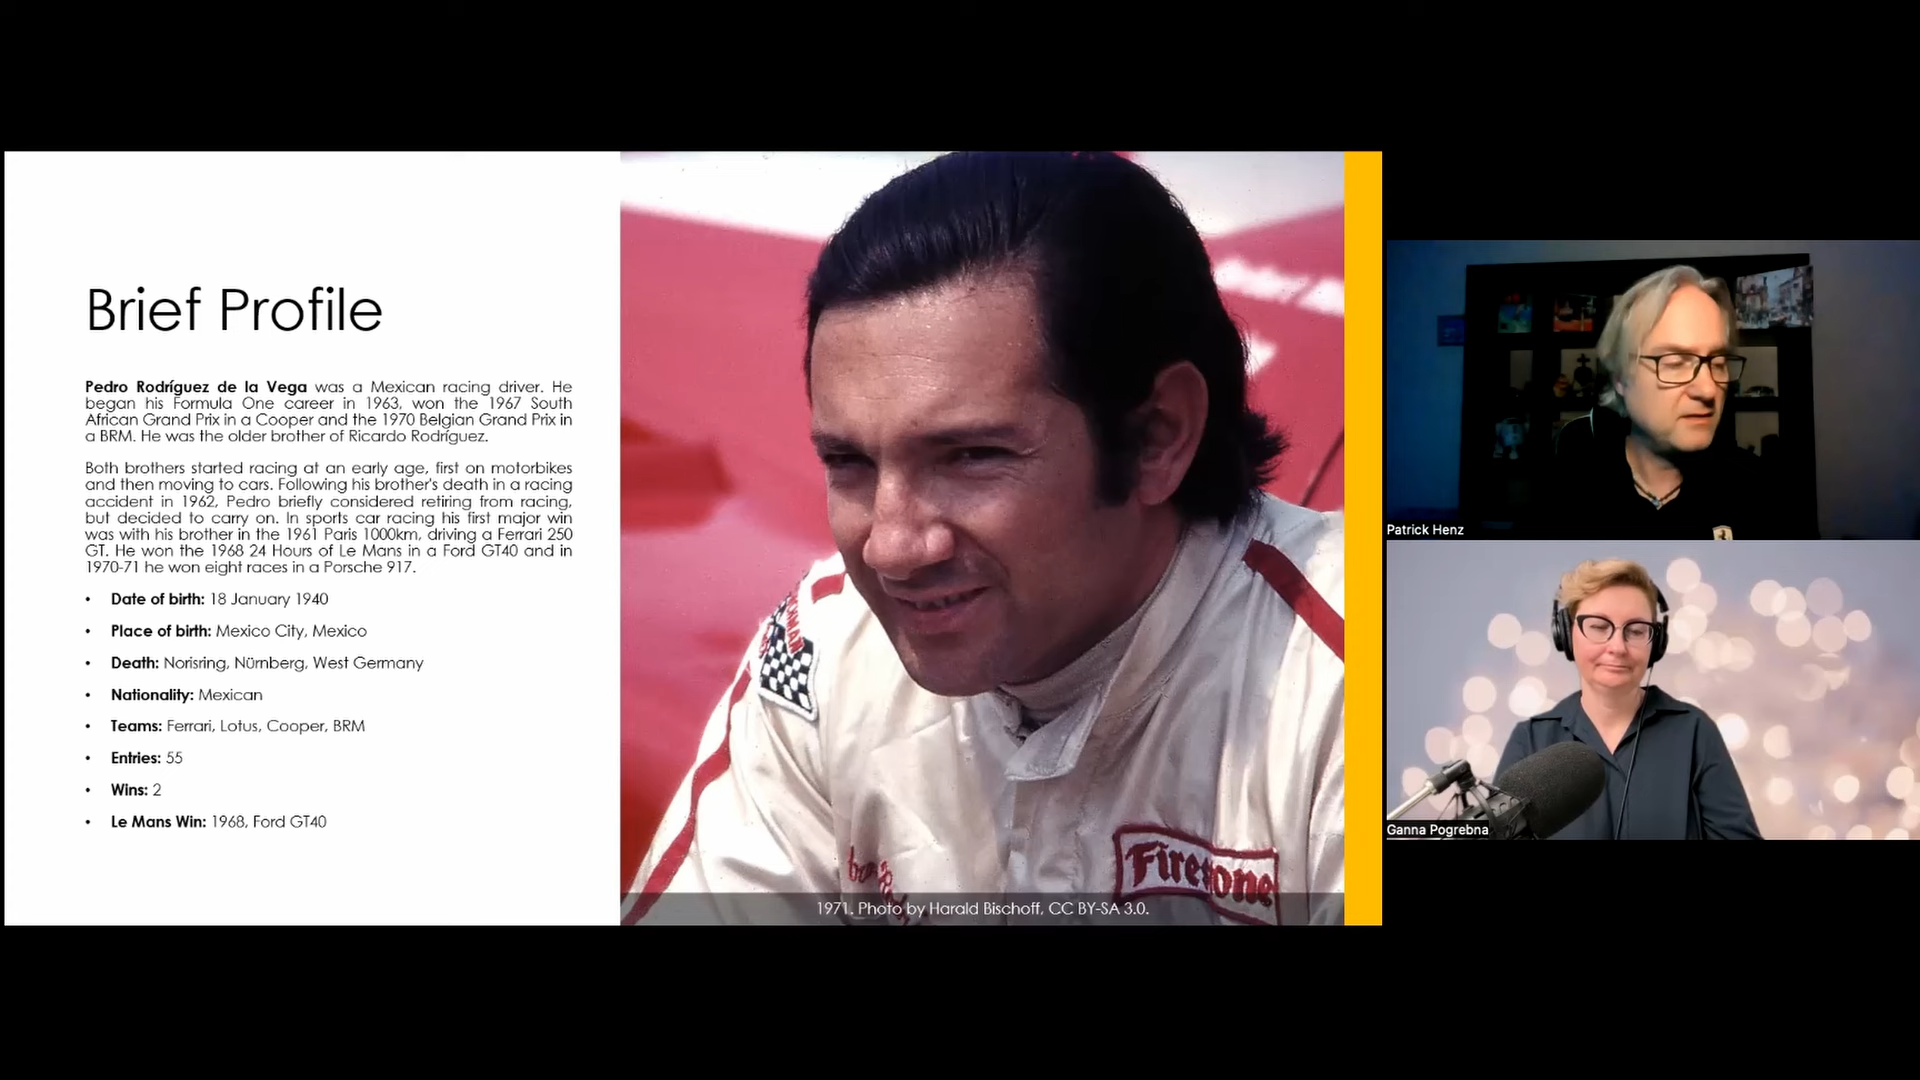 Brief Profile
Pedro Rodríguez de la Vega was a Mexican racing driver. He
began his Formula One career in 1963, won the 1967 South
African Grand Prix in a Cooper and the 1970 Belgian Grand Prix in
a BRM. He was the older brother of Ricardo Rodríguez.
Both brothers started racing at an early age, first on motorbikes
and then moving to cars. Following his brother's death in a racing
accident in 1962, Pedro briefly considered retiring from racing,
but decided to carry on. In sports car racing his first major win
was with his brother in the 1961 Paris 1000km, driving a Ferrari 250
GT. He won the 1968 24 Hours of Le Mans in a Ford GT40 and in
1970-71 he won eight races in a Porsche 917.
• Date of birth: 18 January 1940
• Place of birth: Mexico City, Mexico
• Death: Norisring, Nürnberg, West Germany
• Nationality: Mexican
• Teams: Ferrari, Lotus, Cooper, BRM
• Entries: 55
• Wins: 2
• Le Mans Win: 1968, Ford GT40
Firestone
1971. Photo by Harald Bischoff, CC BY-SA 3.0.
Patrick Henz
Ganna Pogrebna